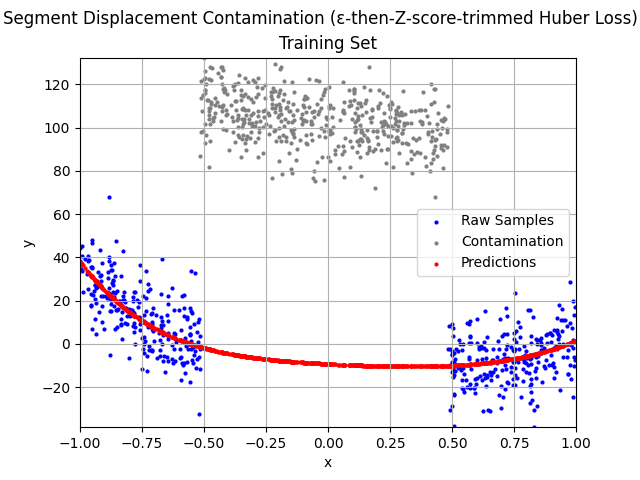 Segment Displacement Contamination (ε-then-Z-score-trimmed Huber Loss)
Training Set
y
120
100
80
60
40
20
0
−20
Raw Samples
Contamination
Predictions
−1.00 −0.75 −0.50 −0.25 0.00 0.25 0.50 0.75 1.00
x